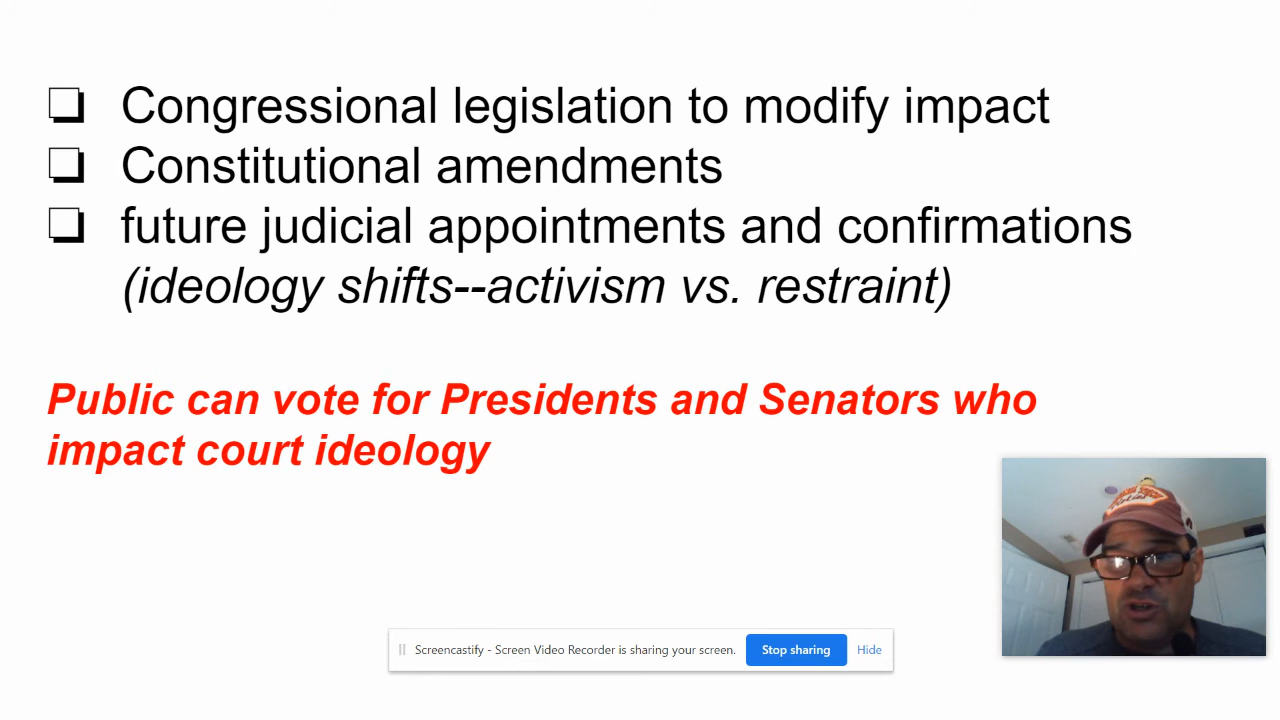 ❏ Congressional legislation to modify impact
❏ Constitutional amendments
❏ future judicial appointments and confirmations
(ideology shifts--activism vs. restraint)
Public can vote for Presidents and Senators who
impact court ideology
Screencastify - Screen Video Recorder is sharing your screen. Stop sharing Hide